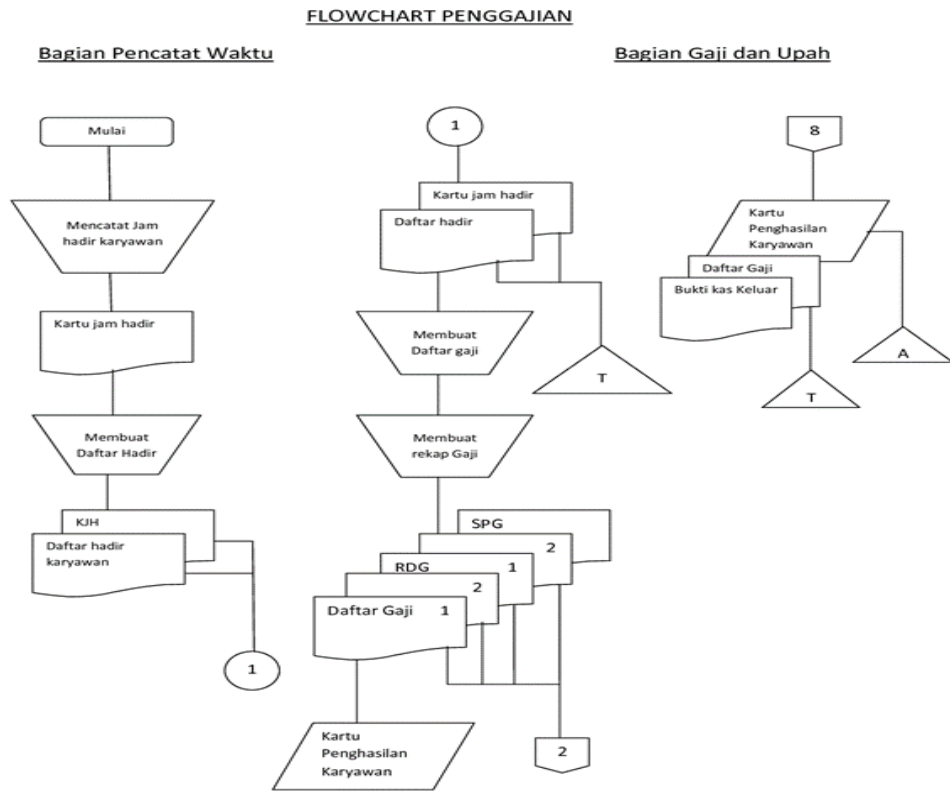 FLOWCHART PENGGAJIAN
Bagian Pencatat Waktu
Bagian Gaji dan Upah
Mulai
Mencatat Jam
hadir karyawan
Kartu jam hadir
Membuat
Daftar Hadir
KJH
Daftar hadir
karyawan
1
1
Kartu jam hadir
Daftar hadir
T
Membuat
Daftar gaji
Membuat
rekap Gaji
SPG
2
RDG 1
2
Daftar Gaji 1
Kartu
Penghasilan
Karyawan
2
8
Kartu
Penghasilan
Karyawan
Daftar Gaji
Bukti kas Keluar
A
T